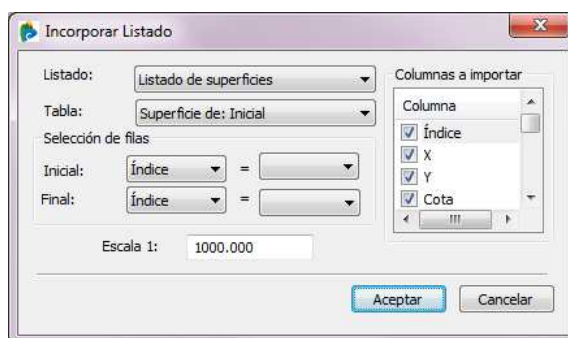 Incorporar Listado
Listado: Listado de superficies
Tabla: Superficie de: Inicial
Selección de filas
Inicial: Índice =
Final: Índice =
Escala 1: 1000.000
Columnas a importar
Columna
Índice
X
Y
Cota
Aceptar Cancelar